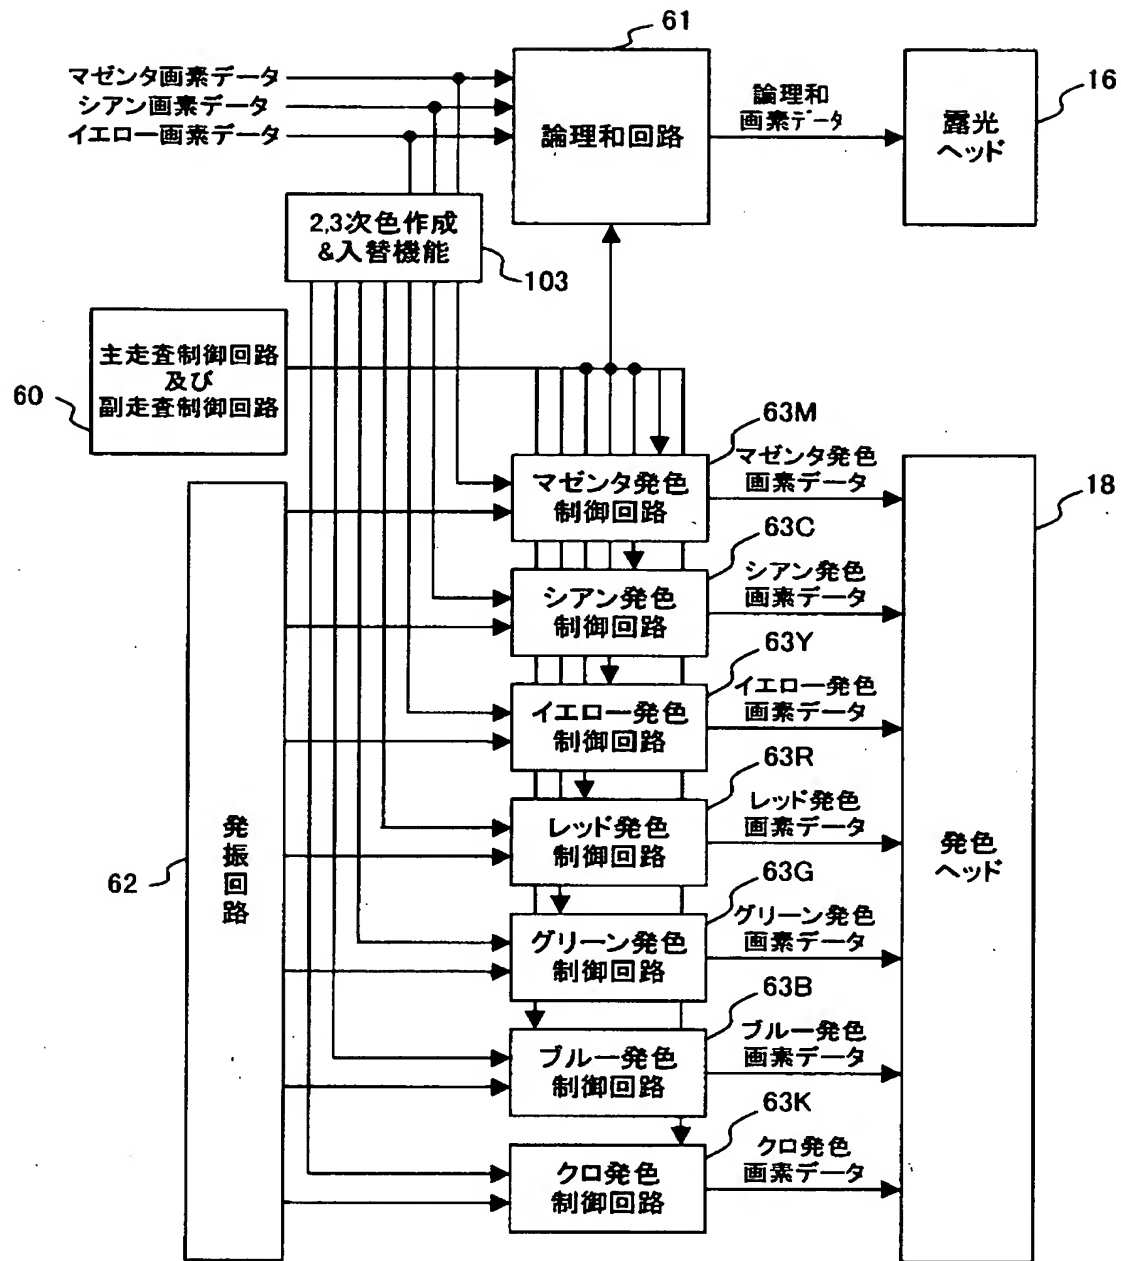 61
マゼンタ画素データ
シアン画素データ
イエロー画素データ
論理和回路
論理和
画素データ
16
露光
ヘッド
2,3次色作成
&入替機能
103
主走査制御回路
及び
副走査制御回路
60
63M
マゼンタ発色
制御回路
マゼンタ発色
画素データ
18
63C
シアン発色
制御回路
シアン発色
画素データ
63Y
イエロー発色
制御回路
イエロー発色
画素データ
63R
レッド発色
制御回路
レッド発色
画素データ
発振回路
62
発色
ヘッド
63G
グリーン発色
制御回路
グリーン発色
画素データ
63B
ブルー発色
制御回路
ブルー発色
画素データ
63K
クロ発色
制御回路
クロ発色
画素データ